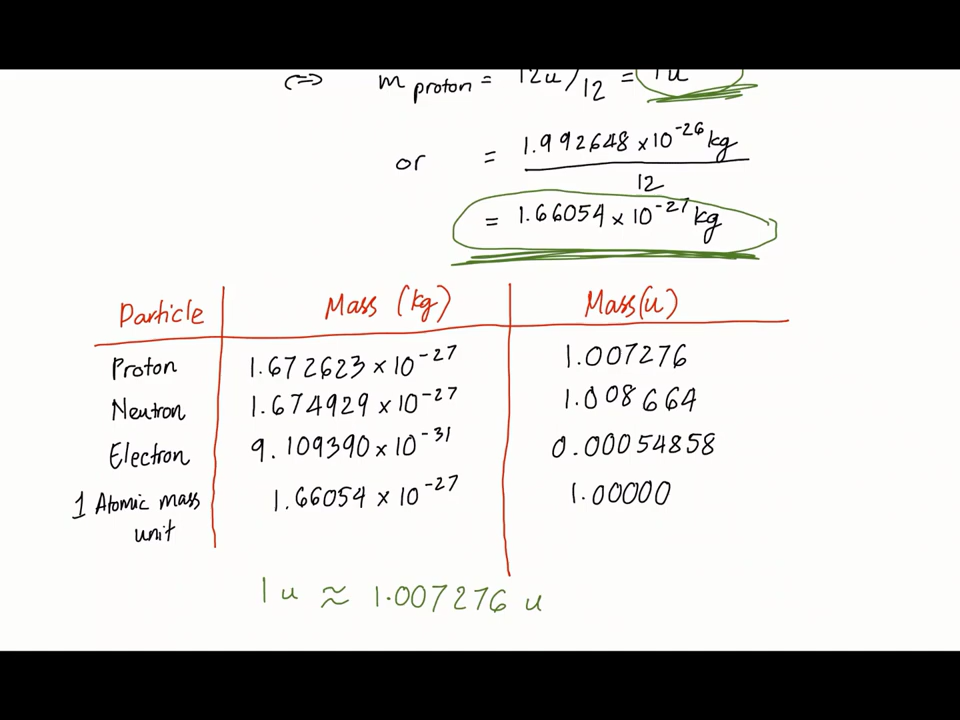 ⇔ m proton = 12u/12 = 1u
or = 1.992648 × 10⁻²⁶ kg
12
= 1.66054 × 10⁻²⁷ kg
Particle Mass (kg) Mass(u)
Proton 1.672623 × 10⁻²⁷ 1.007276
Neutron 1.674929 × 10⁻²⁷ 1.008664
Electron 9.109390 × 10⁻³¹ 0.00054858
1 Atomic mass 1.66054 × 10⁻²⁷ 1.00000
unit
1 u ≈ 1.007276 u